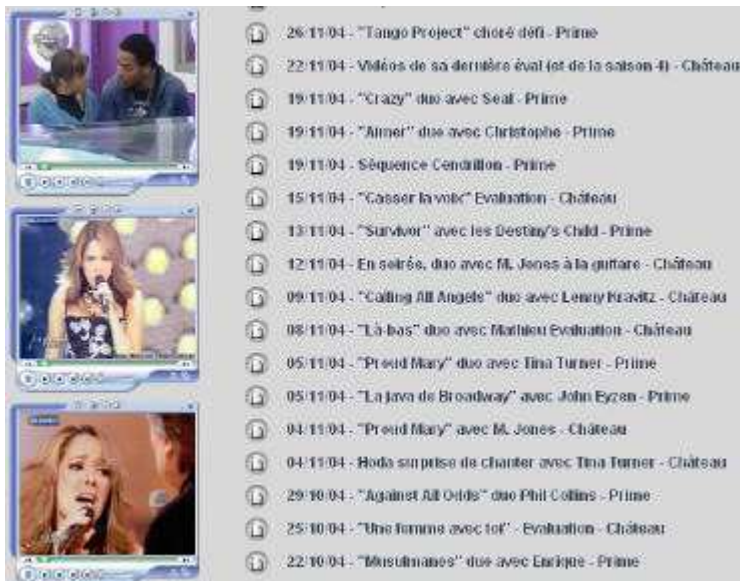 26/11/04 - "Tango Project" choré défi - Prime
22/11/04 - Vidéos de sa dernière éval (et de la saison 4) - Château
19/11/04 - "Crazy" duo avec Seal - Prime
19/11/04 - "Aimer" duo avec Christophe - Prime
19/11/04 - Séquence Cendrillon - Prime
15/11/04 - "Casser la voix" Evaluation - Château
13/11/04 - "Survivor" avec les Destiny's Child - Prime
12/11/04 - En soirée, duo avec M. Jones à la guitare - Château
09/11/04 - "Calling All Angels" duo avec Lenny Kravitz - Château
08/11/04 - "Là-bas" duo avec Mathieu Evaluation - Château
05/11/04 - "Proud Mary" duo avec Tina Turner - Prime
05/11/04 - "La java de Broadway" avec John Eyzen - Prime
04/11/04 - "Proud Mary" avec M. Jones - Château
04/11/04 - Hoda surprise de chanter avec Tina Turner - Château
29/10/04 - "Against All Odds" duo Phil Collins - Prime
25/10/04 - "Une femme avec toi" - Evaluation - Château
22/10/04 - "Musulmanes" duo avec Enrique - Prime